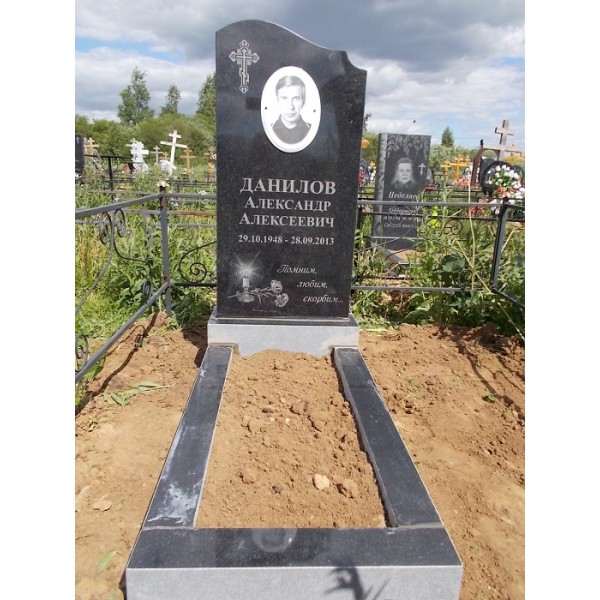 ДАНИЛОВ
АЛЕКСАНДР
АЛЕКСЕЕВИЧ
29.10.1948 - 28.09.2013
Помним,
любим,
скорбим...